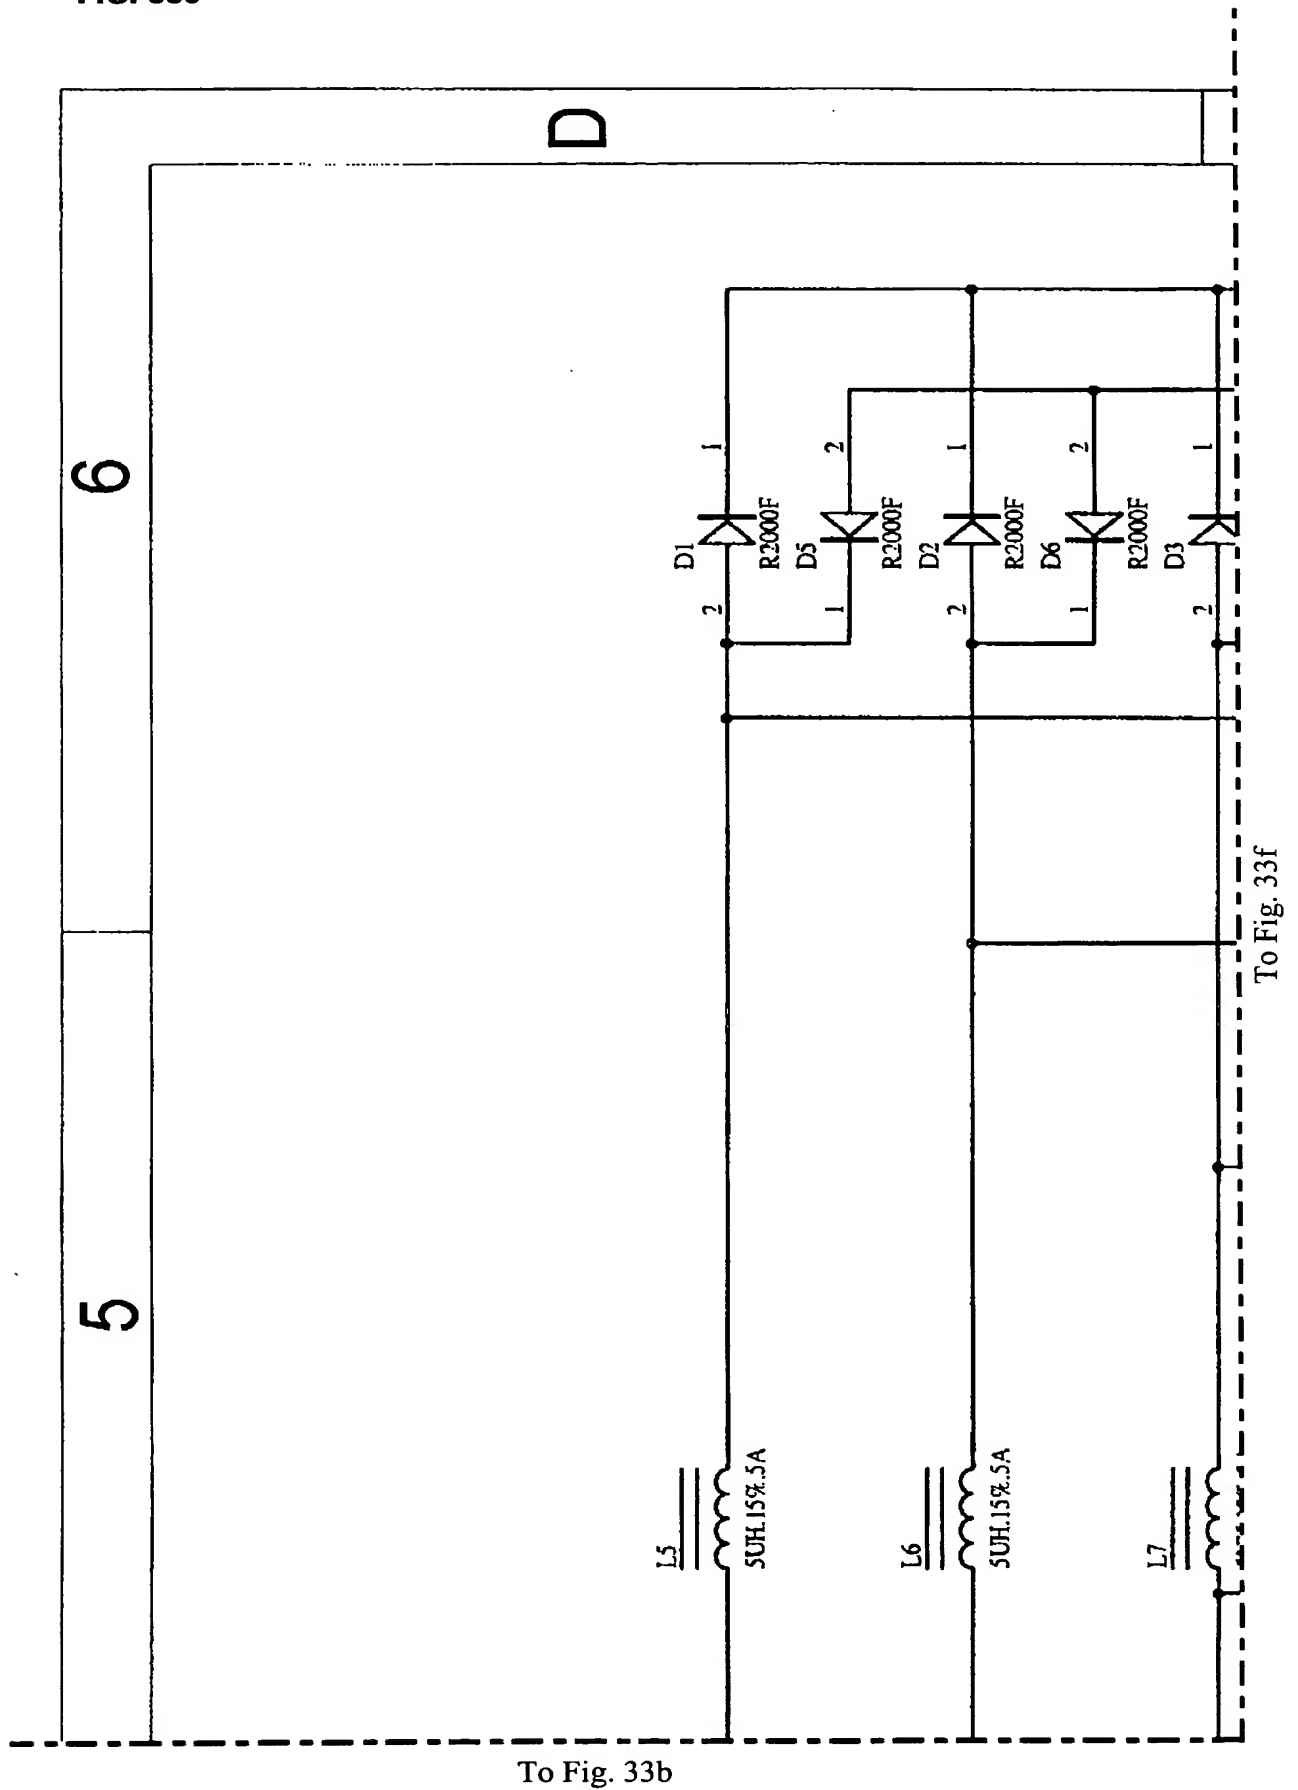 D
6
5
1
2
1
2
1
D1
R2000F
D5
R2000F
D2
R2000F
D6
R2000F
D3
2
1
2
1
2
To Fig. 33f
L5
5UH.15%.5A
L6
5UH.15%.5A
L7
To Fig. 33b